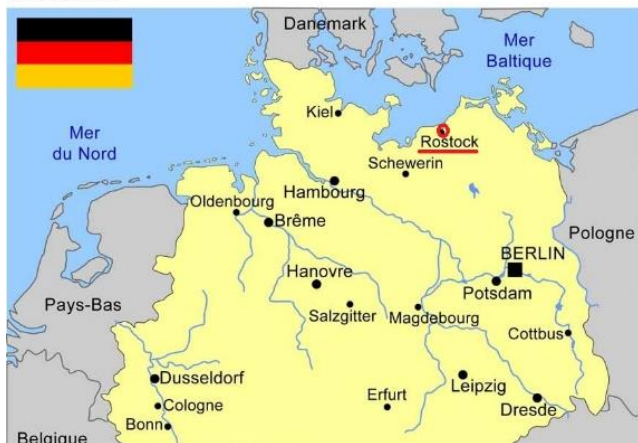 Danemark
Mer
Baltique
Kiel
Rostock
Mer
du Nord
Schewerin
Hambourg
Oldenbourg
Brême
Pologne
BERLIN
Hanovre
Potsdam
Pays-Bas
Salzgitter
Magdebourg
Cottbus
Dusseldorf
Leipzig
Erfurt
Cologne
Dresde
Bonn
Belgique